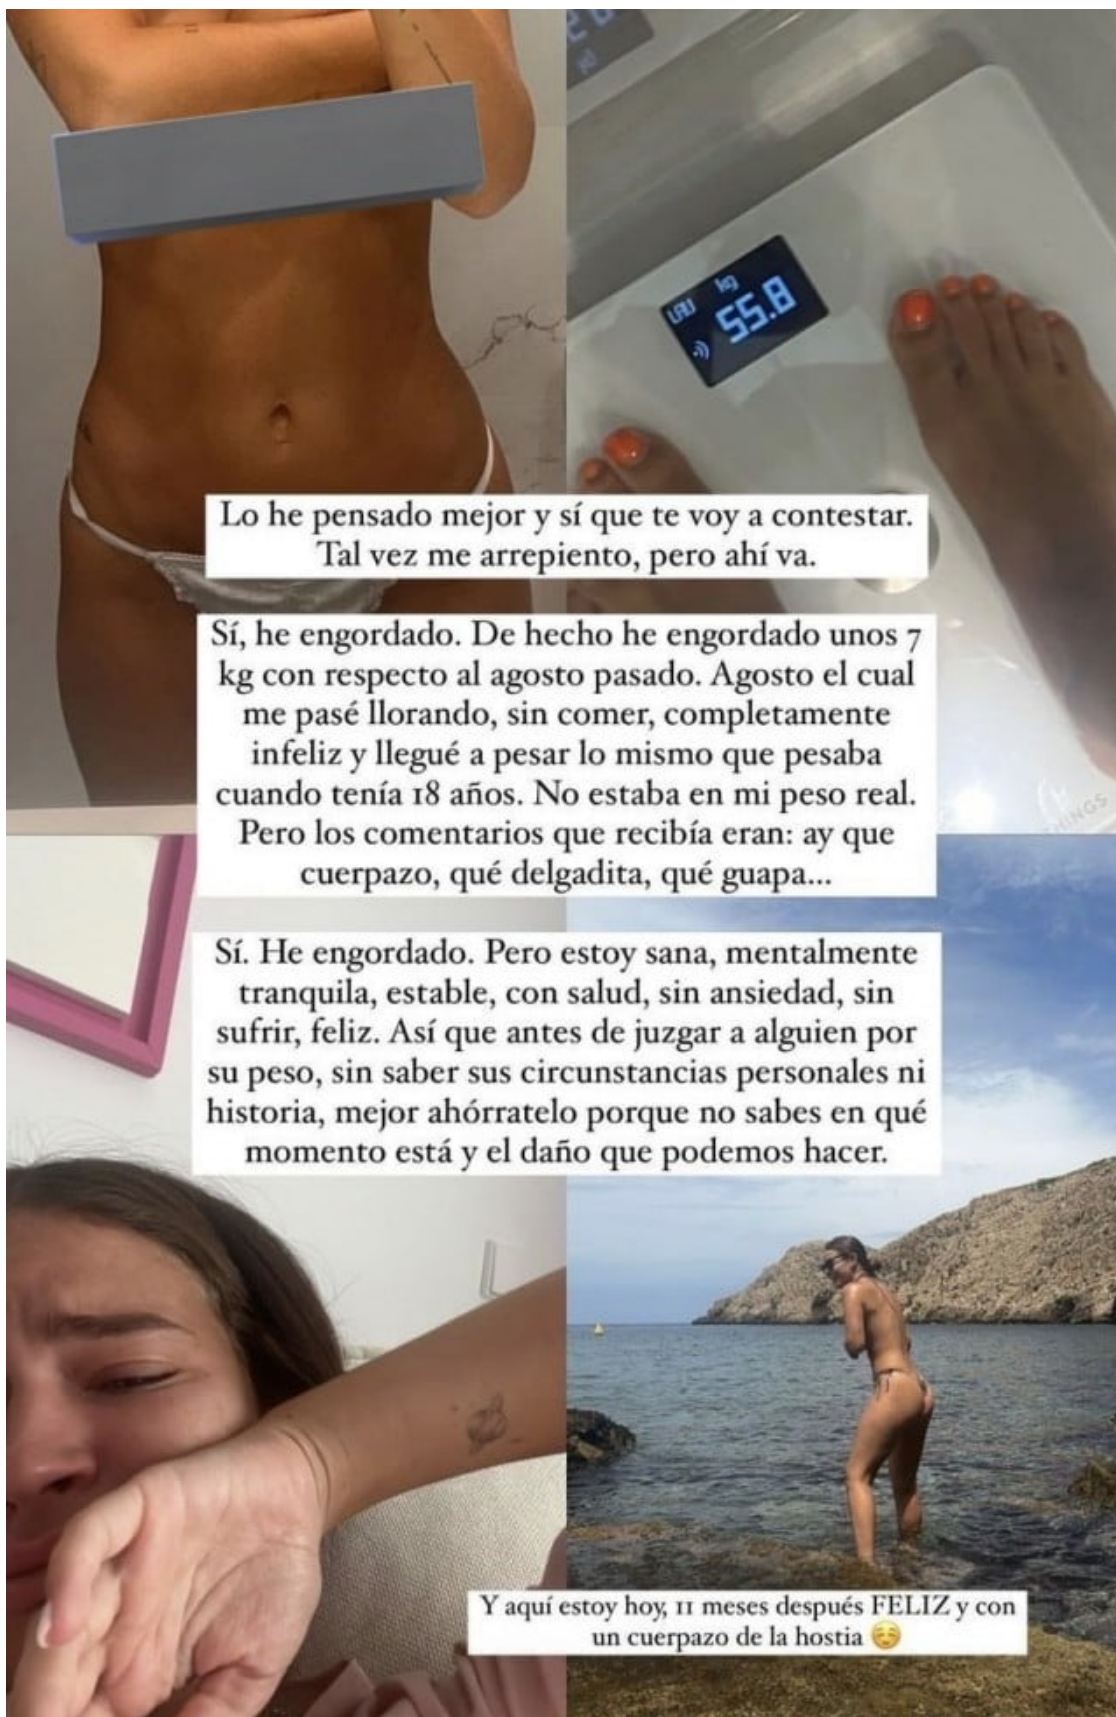 LAU
kg
55.8
Lo he pensado mejor y sí que te voy a contestar.
Tal vez me arrepiento, pero ahí va.
Sí, he engordado. De hecho he engordado unos 7
kg con respecto al agosto pasado. Agosto el cual
me pasé llorando, sin comer, completamente
infeliz y llegué a pesar lo mismo que pesaba
cuando tenía 18 años. No estaba en mi peso real.
Pero los comentarios que recibía eran: ay que
cuerpazo, qué delgadita, qué guapa...
THINGS
Sí. He engordado. Pero estoy sana, mentalmente
tranquila, estable, con salud, sin ansiedad, sin
sufrir, feliz. Así que antes de juzgar a alguien por
su peso, sin saber sus circunstancias personales ni
historia, mejor ahórratelo porque no sabes en qué
momento está y el daño que podemos hacer.
Y aquí estoy hoy, 11 meses después FELIZ y con
un cuerpazo de la hostia ☺️